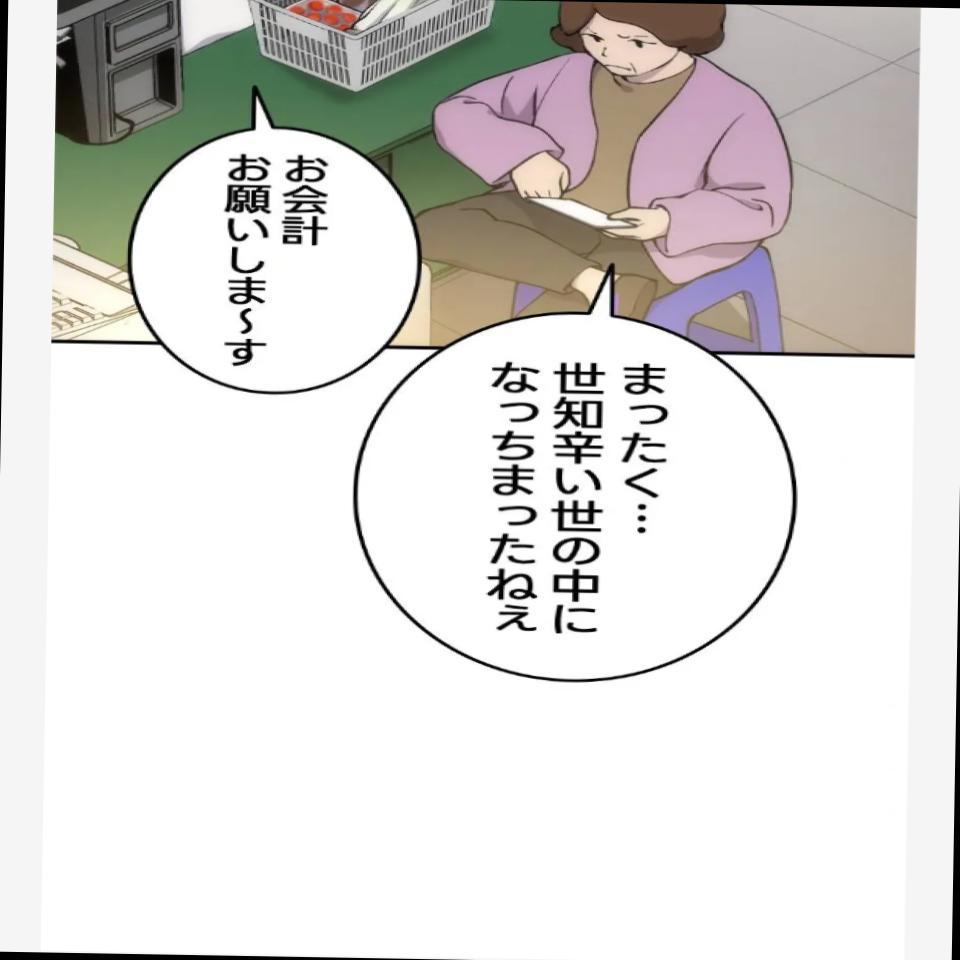 お会計
お願いしま～す
まったく…
世知辛い世の中に
なっちまったねぇ